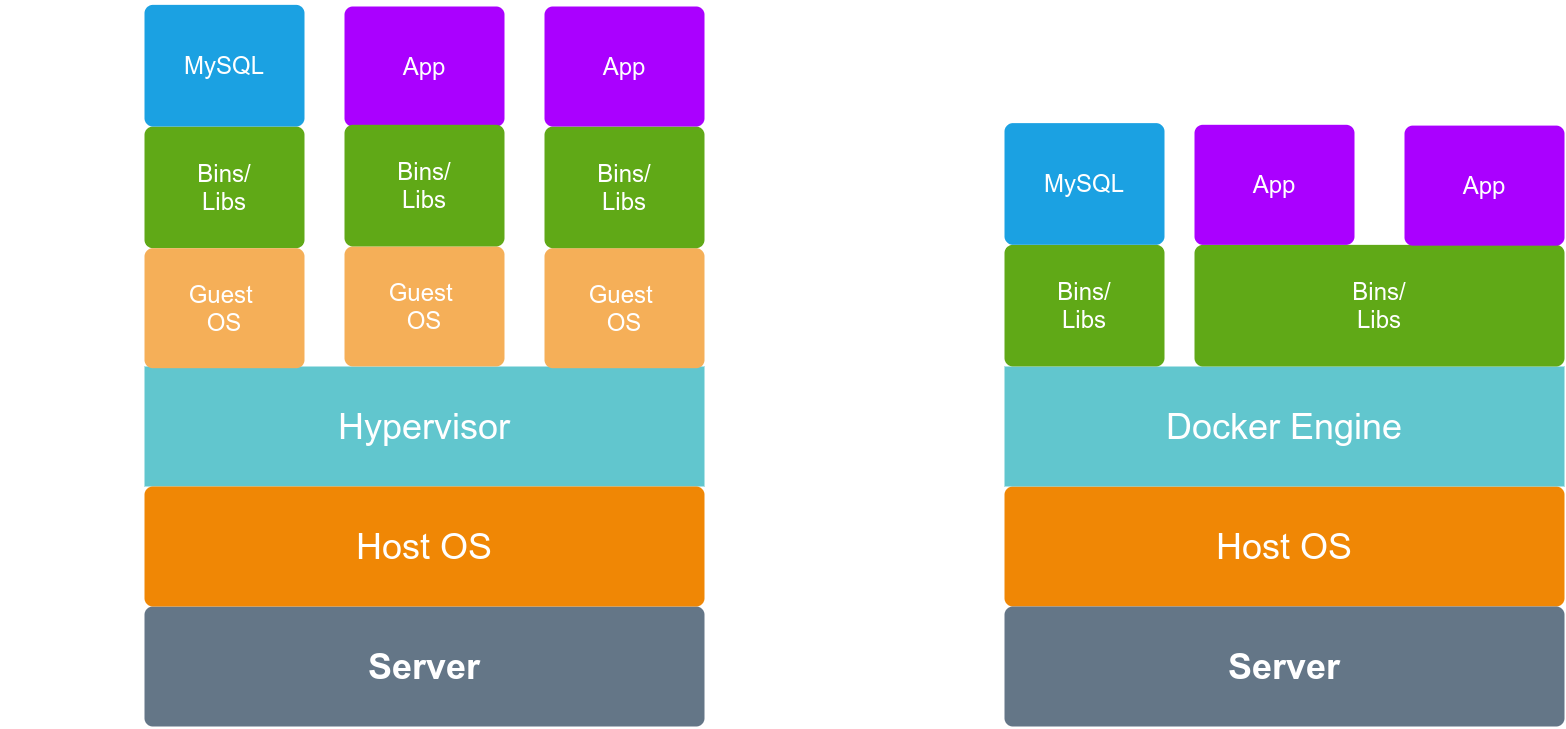 MySQL
App
App
Bins/
Libs
Bins/
Libs
Bins/
Libs
Guest
OS
Guest
OS
Guest
OS
Hypervisor
Host OS
Server
MySQL
App
App
Bins/
Libs
Bins/
Libs
Docker Engine
Host OS
Server